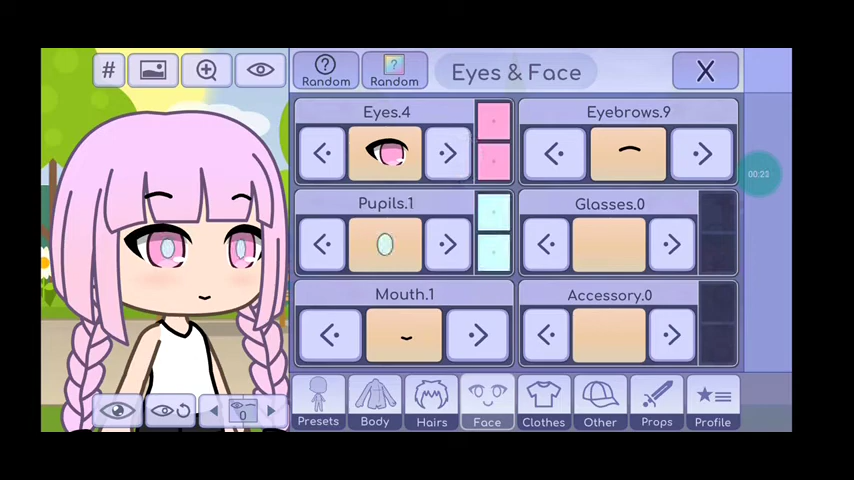 #
Random
Random
Eyes & Face
X
Eyes.4
Eyebrows.9
00:23
Pupils.1
Glasses.0
Mouth.1
Accessory.0
0
Presets
Body
Hairs
Face
Clothes
Other
Props
Profile